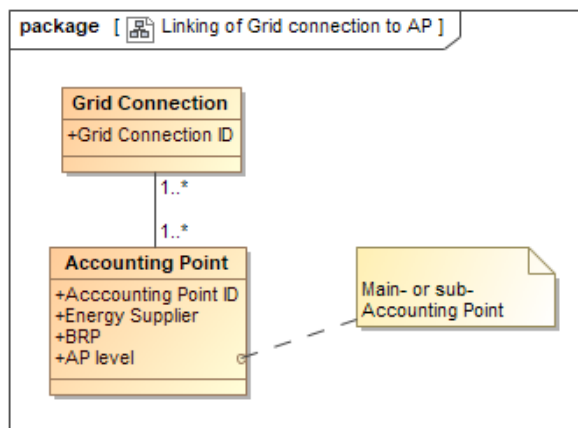 package [ Linking of Grid connection to AP ]
Grid Connection
+Grid Connection ID
1..*
1..*
Accounting Point
+Acccounting Point ID
+Energy Supplier
+BRP
+AP level
Main- or sub-
Accounting Point